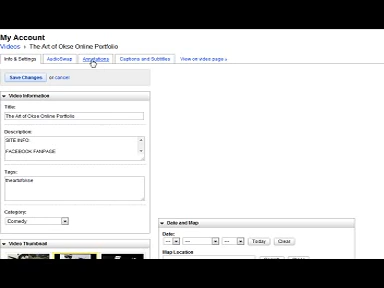 My Account
Videos › The Art of Okse Online Portfolio
Info & Settings AudioSwap Annotations Captions and Subtitles View on video page »
Save Changes or cancel
Video Information
Title:
The Art of Okse Online Portfolio
Description:
SITE INFO:
FACEBOOK FANPAGE
Tags:
theartofokse
Category:
Comedy
Date and Map
Date:
--- --- --- Today Clear
Video Thumbnail
Map Location